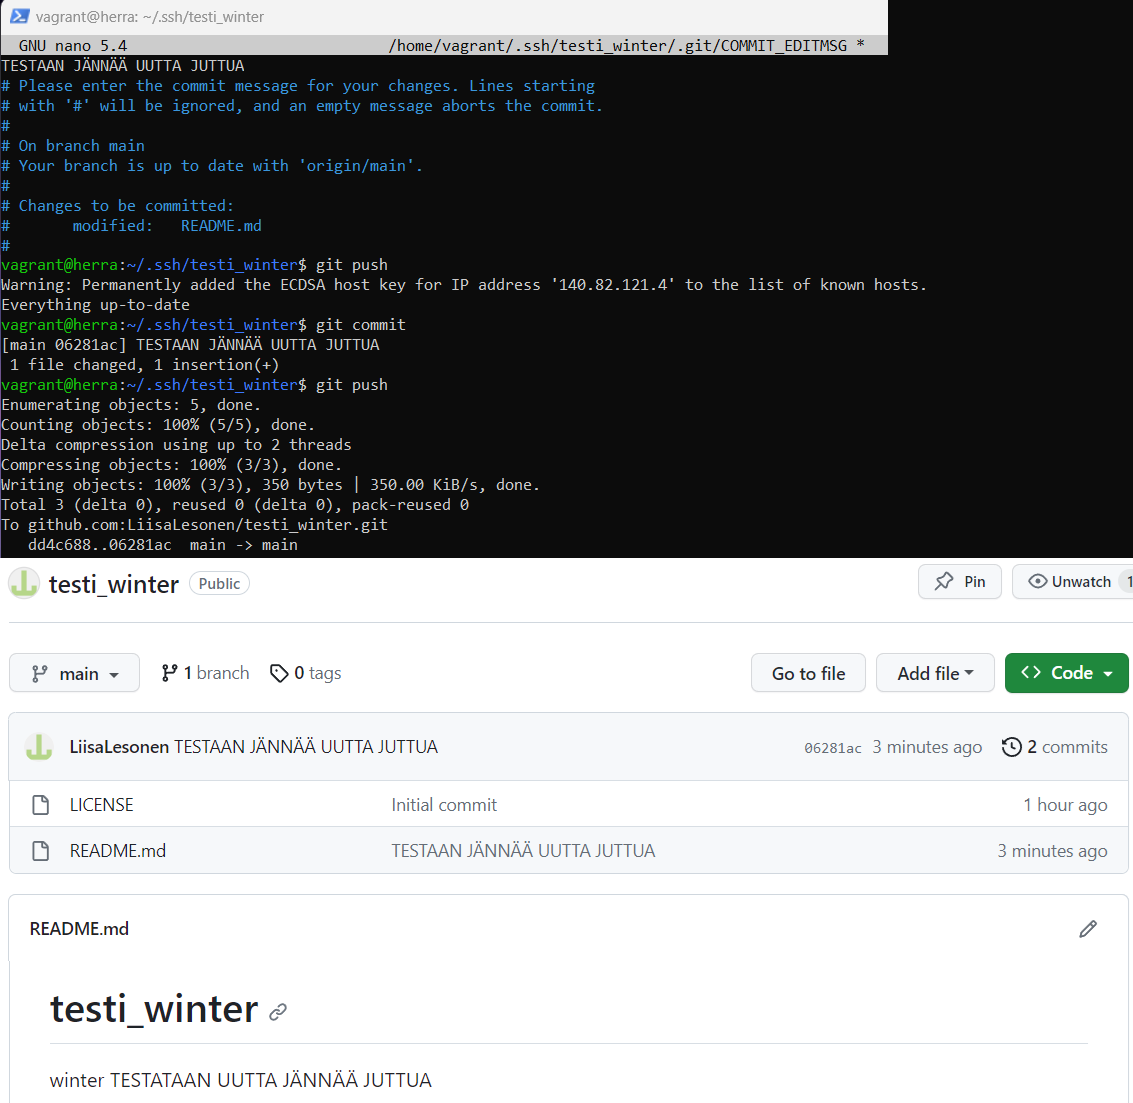 vagrant@herra: ~/.ssh/testi_winter
GNU nano 5.4 /home/vagrant/.ssh/testi_winter/.git/COMMIT_EDITMSG *
TESTAAN JÄNNÄÄ UUTTA JUTTUA
# Please enter the commit message for your changes. Lines starting
# with '#' will be ignored, and an empty message aborts the commit.
#
# On branch main
# Your branch is up to date with 'origin/main'.
#
# Changes to be committed:
#       modified:   README.md
#
vagrant@herra:~/.ssh/testi_winter$ git push
Warning: Permanently added the ECDSA host key for IP address '140.82.121.4' to the list of known hosts.
Everything up-to-date
vagrant@herra:~/.ssh/testi_winter$ git commit
[main 06281ac] TESTAAN JÄNNÄÄ UUTTA JUTTUA
 1 file changed, 1 insertion(+)
vagrant@herra:~/.ssh/testi_winter$ git push
Enumerating objects: 5, done.
Counting objects: 100% (5/5), done.
Delta compression using up to 2 threads
Compressing objects: 100% (3/3), done.
Writing objects: 100% (3/3), 350 bytes | 350.00 KiB/s, done.
Total 3 (delta 0), reused 0 (delta 0), pack-reused 0
To github.com:LiisaLesonen/testi_winter.git
   dd4c688..06281ac  main -> main
testi_winter Public Pin Unwatch 1
main 1 branch 0 tags Go to file Add file <> Code
LiisaLesonen TESTAAN JÄNNÄÄ UUTTA JUTTUA 06281ac 3 minutes ago 2 commits
LICENSE Initial commit 1 hour ago
README.md TESTAAN JÄNNÄÄ UUTTA JUTTUA 3 minutes ago
README.md
testi_winter
winter TESTATAAN UUTTA JÄNNÄÄ JUTTUA